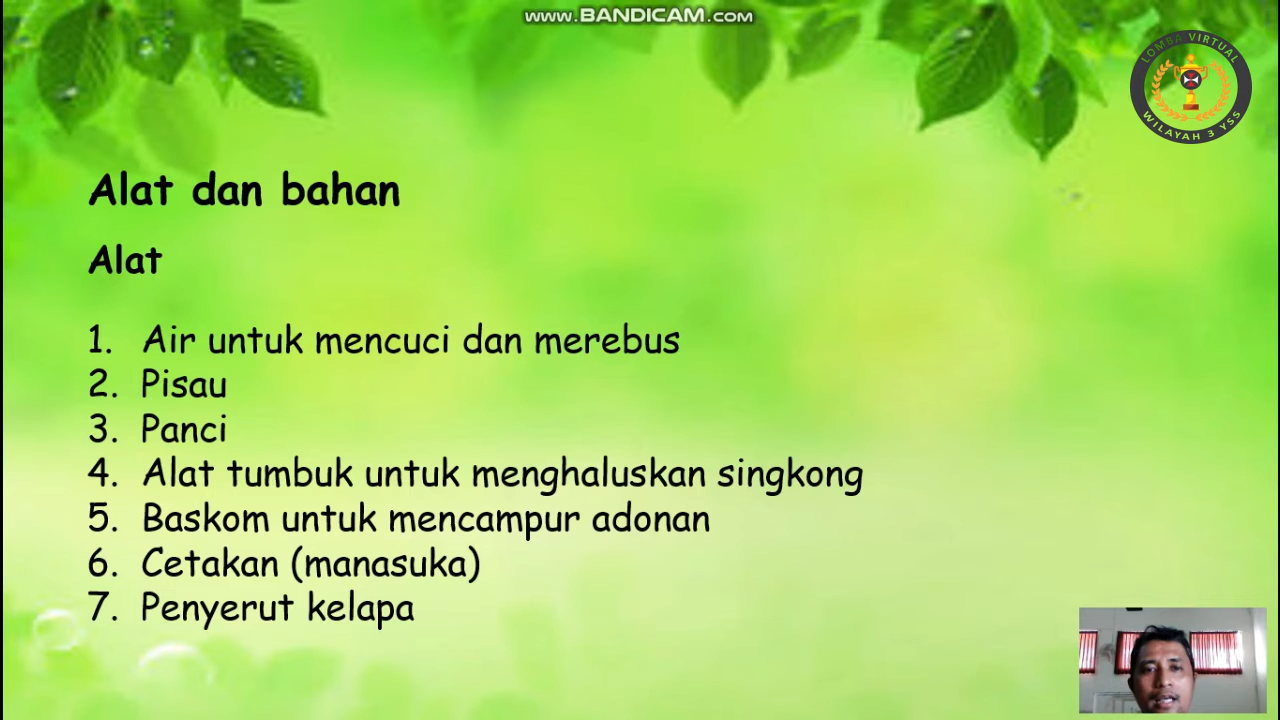 WWW.BANDICAM.COM
LOMBA VIRTUAL
WILAYAH 3 YSS
Alat dan bahan
Alat
1. Air untuk mencuci dan merebus
2. Pisau
3. Panci
4. Alat tumbuk untuk menghaluskan singkong
5. Baskom untuk mencampur adonan
6. Cetakan (manasuka)
7. Penyerut kelapa